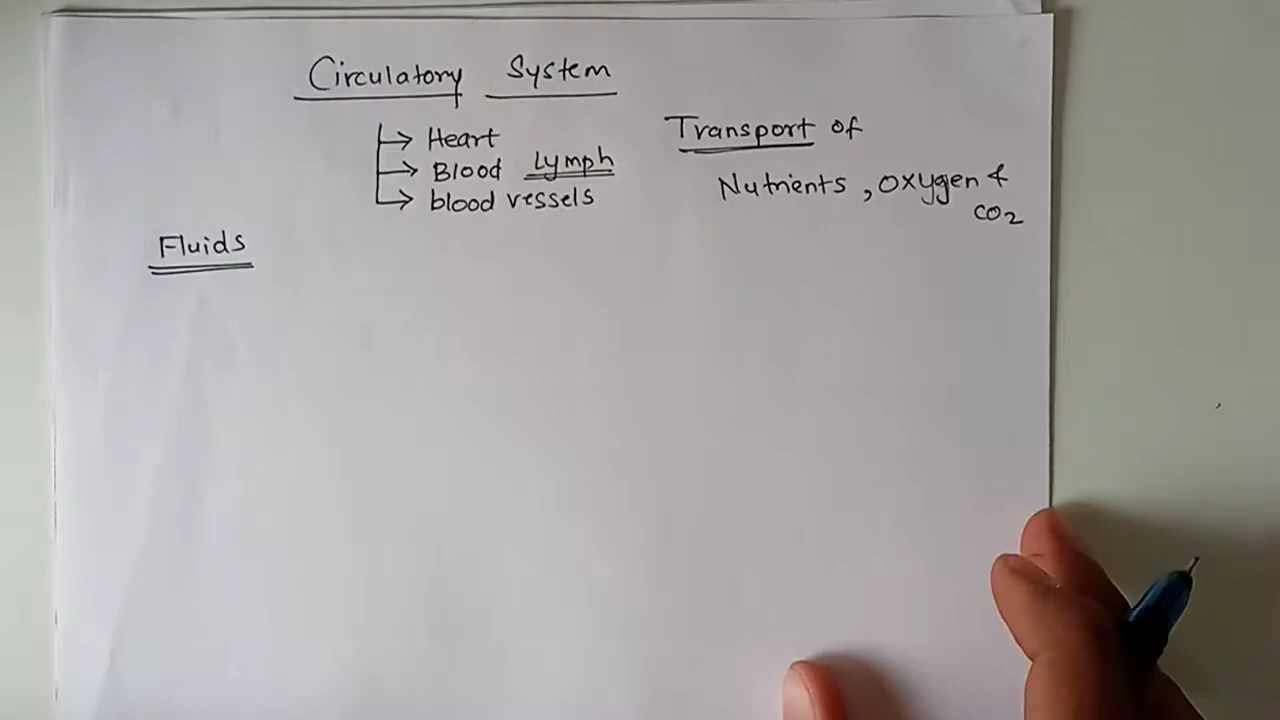 Circulatory System
Heart
Blood Lymph
blood vessels
Transport of
Nutrients, Oxygen &
CO2
Fluids